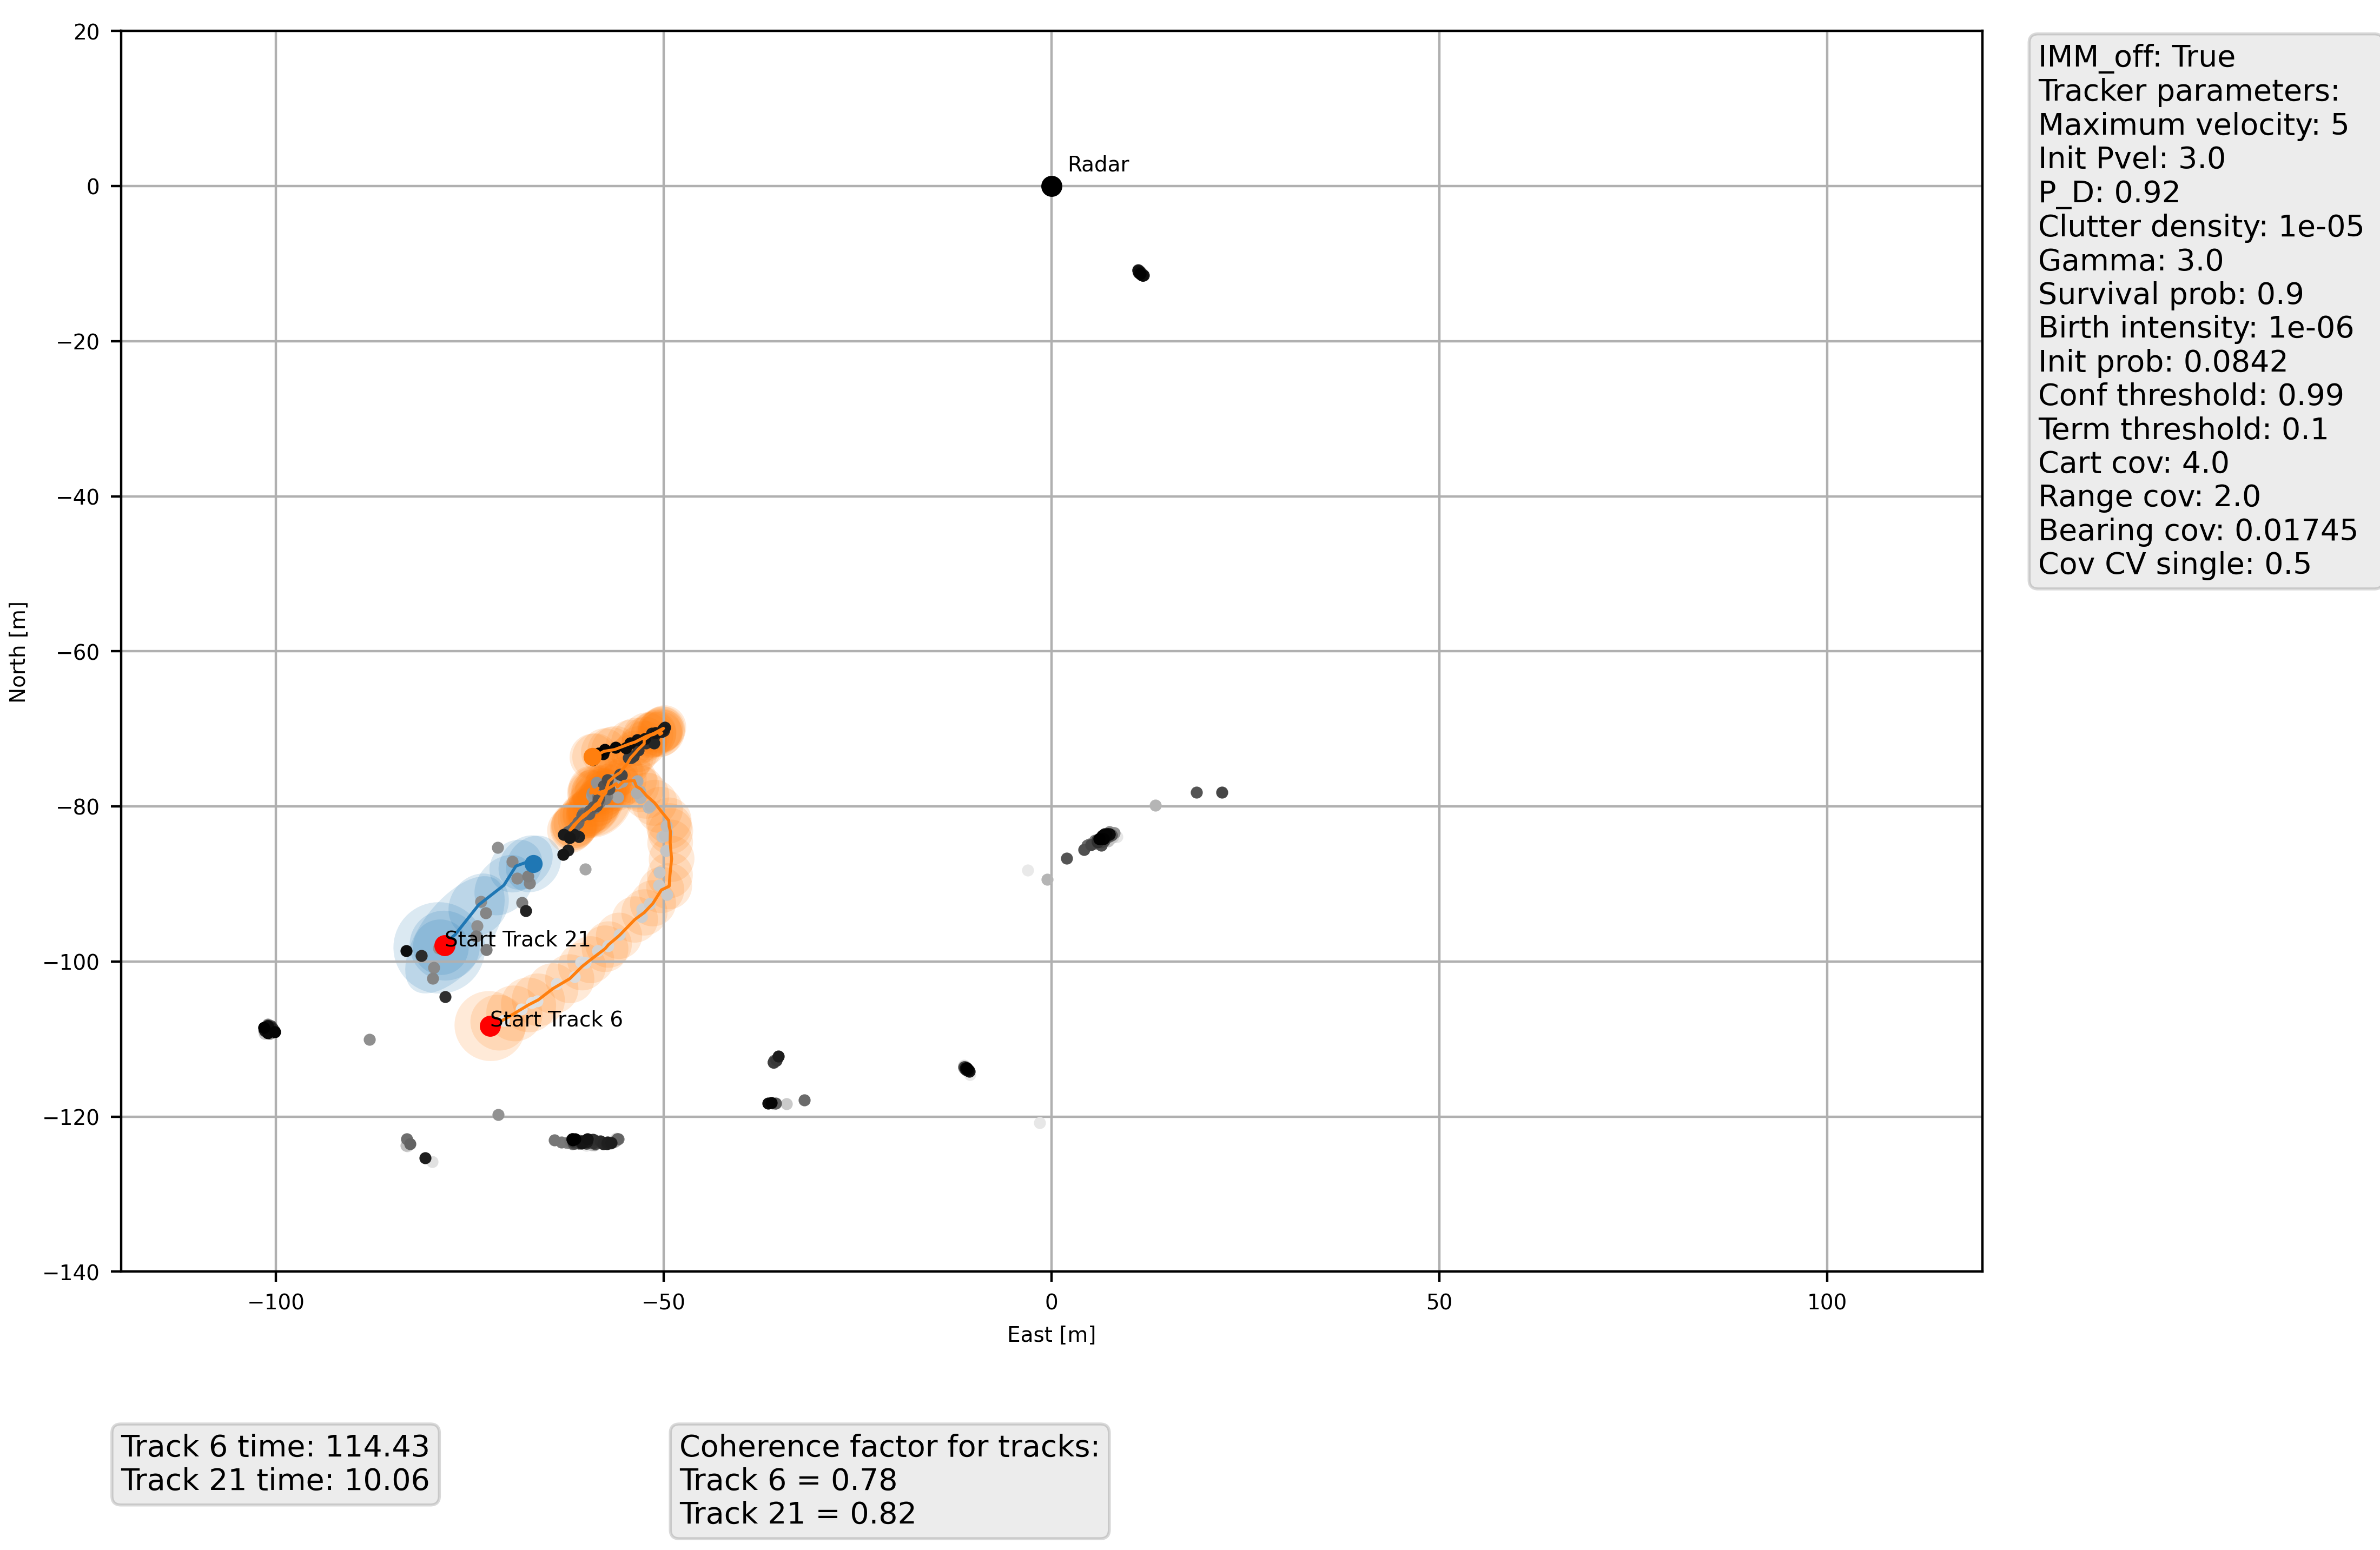 20
0
−20
−40
−60
−80
−100
−120
−140
−100
−50
0
50
100
North [m]
East [m]
Radar
Start Track 21
Start Track 6
IMM_off: True
Tracker parameters:
Maximum velocity: 5
Init Pvel: 3.0
P_D: 0.92
Clutter density: 1e-05
Gamma: 3.0
Survival prob: 0.9
Birth intensity: 1e-06
Init prob: 0.0842
Conf threshold: 0.99
Term threshold: 0.1
Cart cov: 4.0
Range cov: 2.0
Bearing cov: 0.01745
Cov CV single: 0.5
Track 6 time: 114.43
Track 21 time: 10.06
Coherence factor for tracks:
Track 6 = 0.78
Track 21 = 0.82